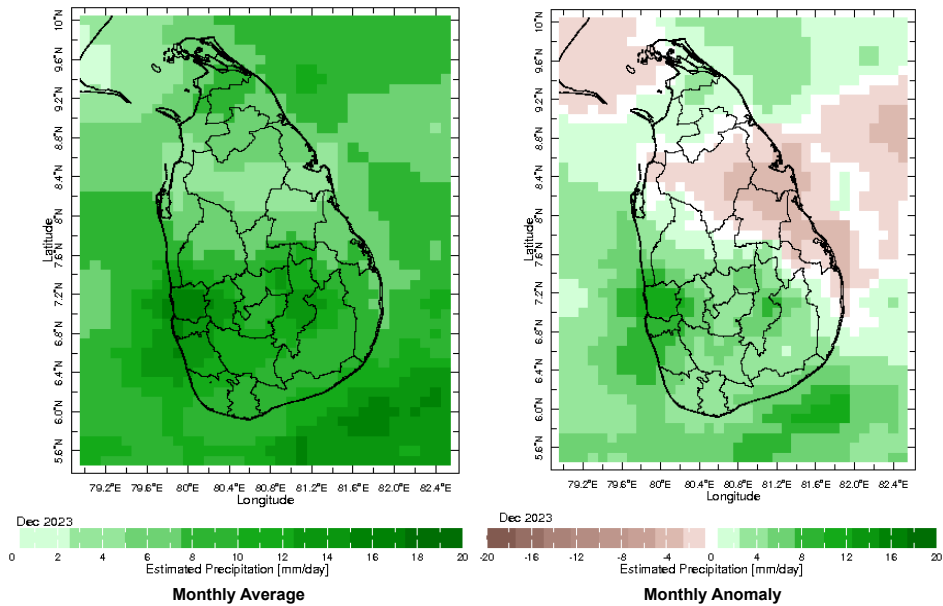 10°N
9.6°N
9.2°N
8.8°N
8.4°N
8°N
7.6°N
7.2°N
6.8°N
6.4°N
6.0°N
5.6°N
Latitude
79.2°E 79.6°E 80°E 80.4°E 80.8°E 81.2°E 81.6°E 82.0°E 82.4°E
Longitude
Dec 2023
0 2 4 6 8 10 12 14 16 18 20
Estimated Precipitation [mm/day]
Monthly Average
10°N
9.6°N
9.2°N
8.8°N
8.4°N
8°N
7.6°N
7.2°N
6.8°N
6.4°N
6.0°N
5.6°N
Latitude
79.2°E 79.6°E 80°E 80.4°E 80.8°E 81.2°E 81.6°E 82.0°E 82.4°E
Longitude
Dec 2023
-20 -16 -12 -8 -4 0 4 8 12 16 20
Estimated Precipitation [mm/day]
Monthly Anomaly